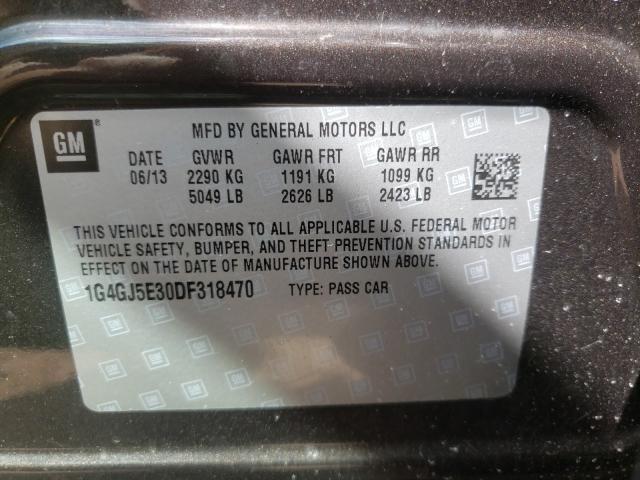 GM ®
MFD BY GENERAL MOTORS LLC
DATE GVWR GAWR FRT GAWR RR
06/13 2290 KG 1191 KG 1099 KG
5049 LB 2626 LB 2423 LB
THIS VEHICLE CONFORMS TO ALL APPLICABLE U.S. FEDERAL MOTOR
VEHICLE SAFETY, BUMPER, AND THEFT PREVENTION STANDARDS IN
EFFECT ON THE DATE OF MANUFACTURE SHOWN ABOVE.
1G4GJ5E30DF318470 TYPE: PASS CAR